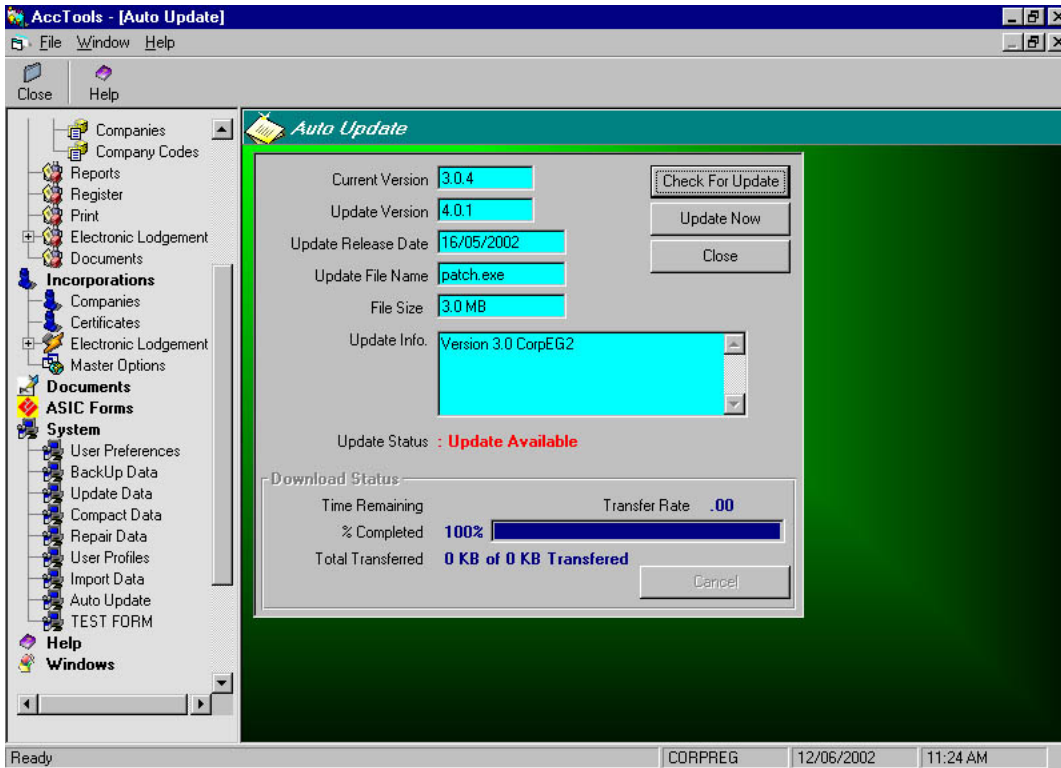 AccTools - [Auto Update]
File Window Help
Close Help
Companies
Company Codes
Reports
Register
Print
Electronic Lodgement
Documents
Incorporations
Companies
Certificates
Electronic Lodgement
Master Options
Documents
ASIC Forms
System
User Preferences
BackUp Data
Update Data
Compact Data
Repair Data
User Profiles
Import Data
Auto Update
TEST FORM
Help
Windows
Auto Update
Current Version 3.0.4
Update Version 4.0.1
Update Release Date 16/05/2002
Update File Name patch.exe
File Size 3.0 MB
Update Info. Version 3.0 CorpEG2
Update Status : Update Available
Check For Update
Update Now
Close
Download Status
Time Remaining Transfer Rate .00
% Completed 100%
Total Transferred 0 KB of 0 KB Transfered
Cancel
Ready CORPREG 12/06/2002 11:24 AM